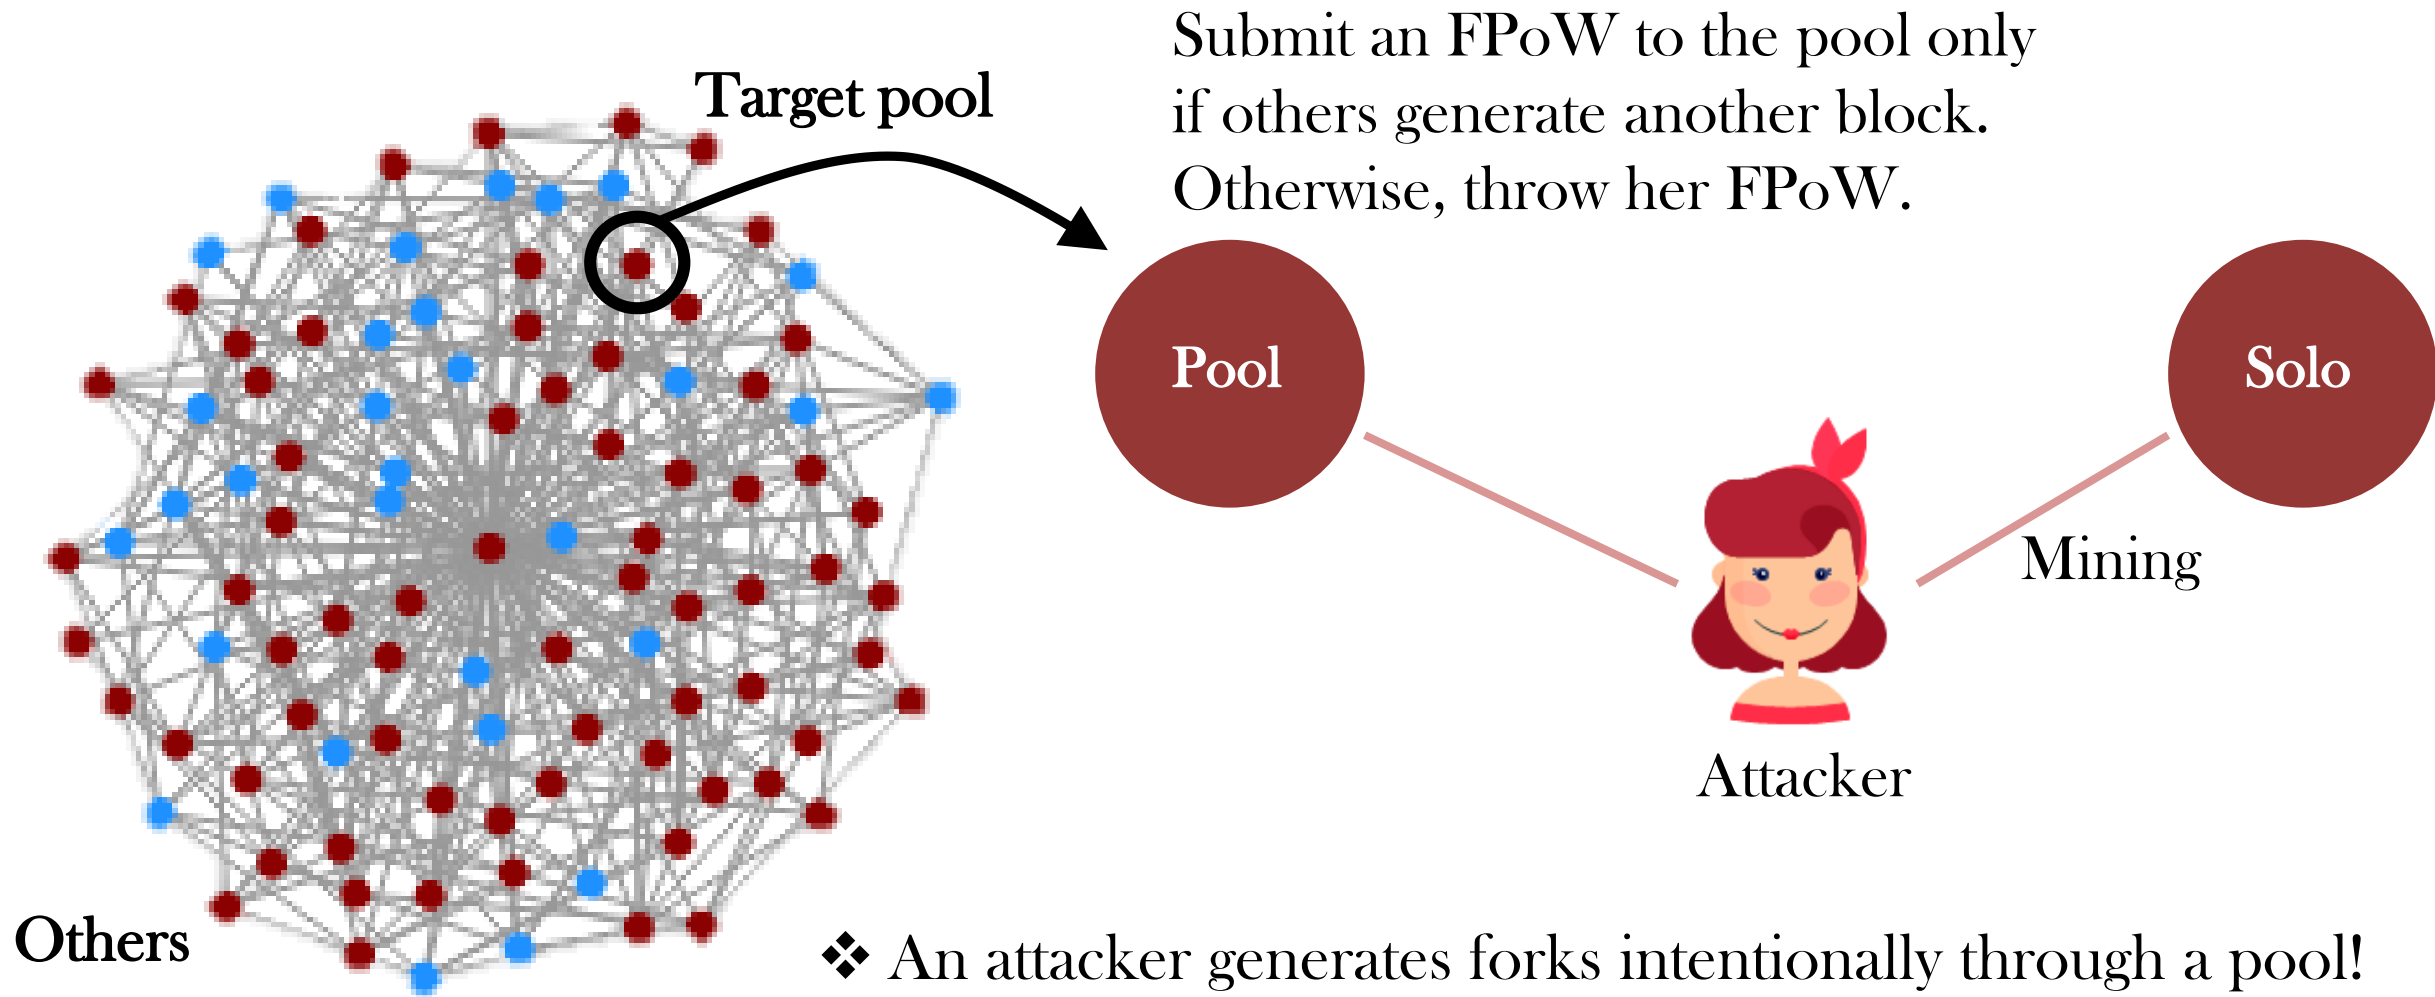 Submit an FPoW to the pool only
if others generate another block.
Otherwise, throw her FPoW.
Target pool
Pool
Solo
Mining
Attacker
Others
❖ An attacker generates forks intentionally through a pool!